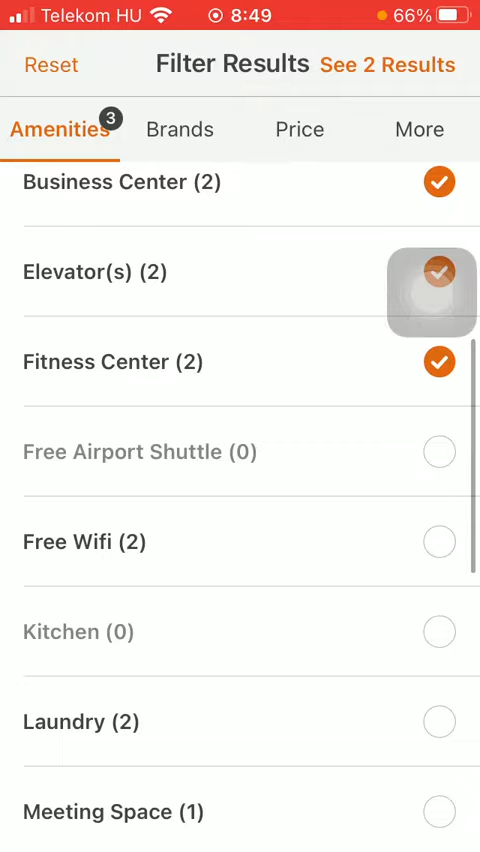 Telekom HU 8:49 66%
Reset Filter Results See 2 Results
Amenities 3 Brands Price More
Business Center (2)
Elevator(s) (2)
Fitness Center (2)
Free Airport Shuttle (0)
Free Wifi (2)
Kitchen (0)
Laundry (2)
Meeting Space (1)